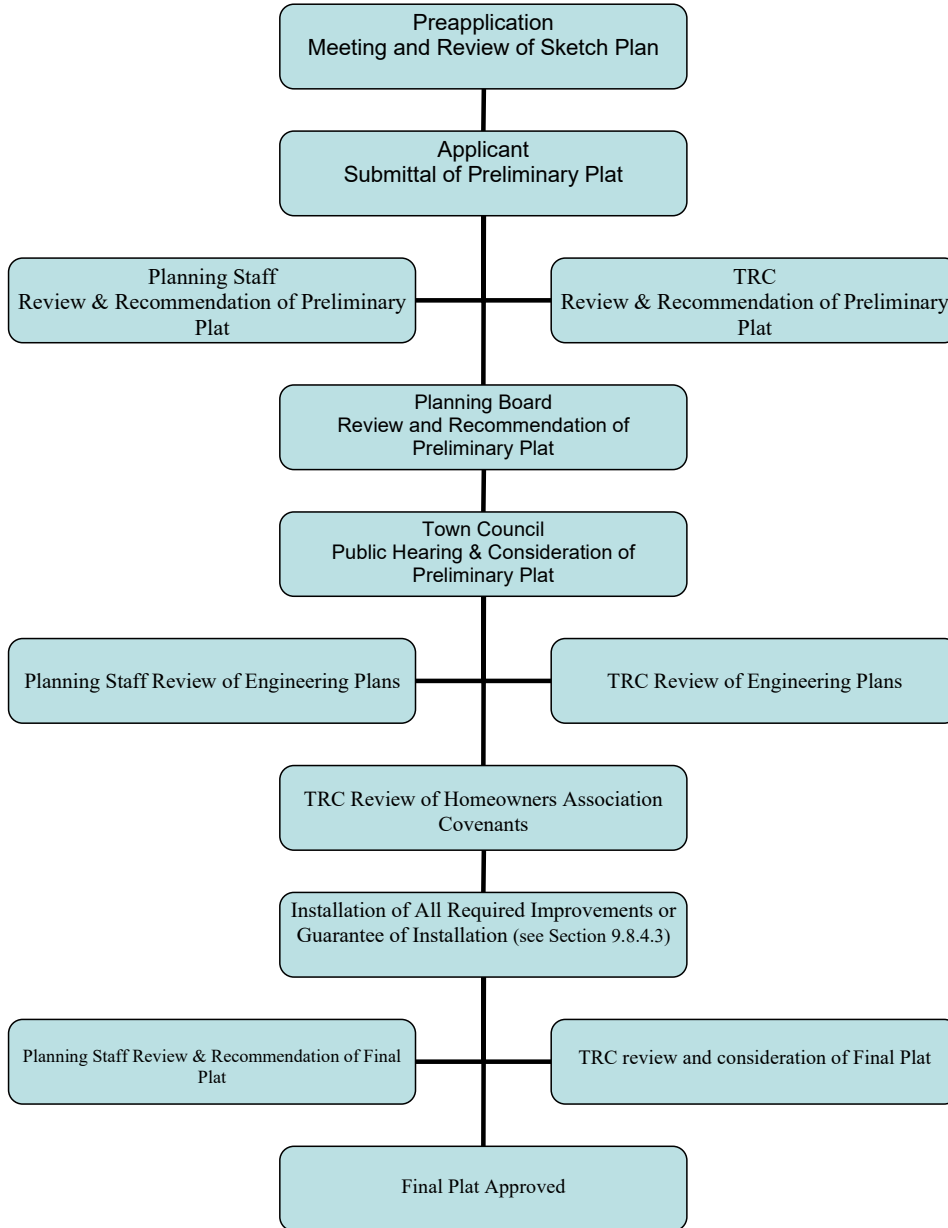 Preapplication
Meeting and Review of Sketch Plan
Applicant
Submittal of Preliminary Plat
Planning Staff
Review & Recommendation of Preliminary
Plat
TRC
Review & Recommendation of Preliminary
Plat
Planning Board
Review and Recommendation of
Preliminary Plat
Town Council
Public Hearing & Consideration of
Preliminary Plat
Planning Staff Review of Engineering Plans
TRC Review of Engineering Plans
TRC Review of Homeowners Association
Covenants
Installation of All Required Improvements or
Guarantee of Installation (see Section 9.8.4.3)
Planning Staff Review & Recommendation of Final
Plat
TRC review and consideration of Final Plat
Final Plat Approved